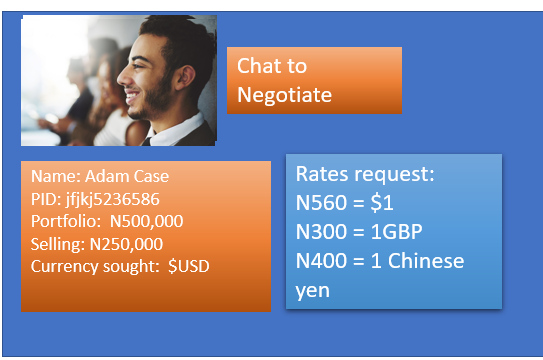 Chat to
Negotiate
Name: Adam Case
PID: jfjkj5236586
Portfolio:  N500,000
Selling: N250,000
Currency sought:  $USD
Rates request:
N560 = $1
N300 = 1GBP
N400 = 1 Chinese
yen